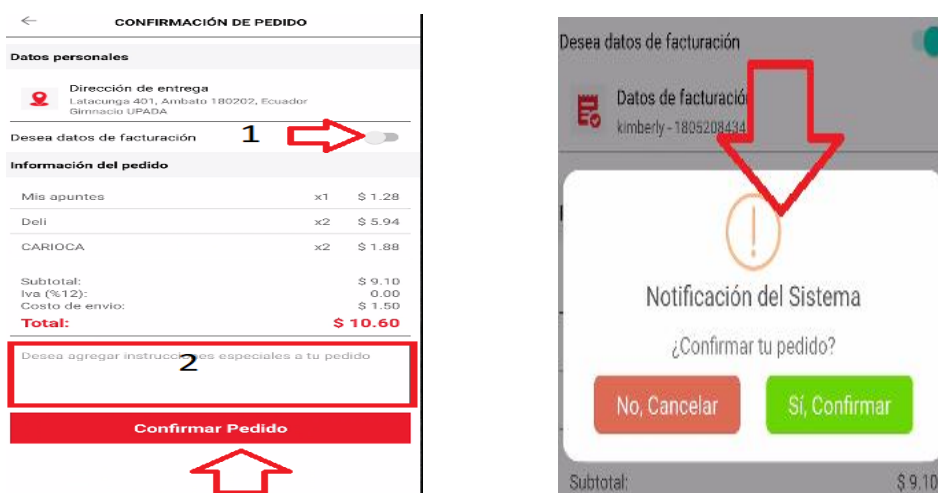 CONFIRMACIÓN DE PEDIDO
Datos personales
Dirección de entrega
Latacunga 401, Ambato 180202, Ecuador
Gimnacio UPADA
Desea datos de facturación
1
Información del pedido
Mis apuntes x1 $ 1.28
Deli x2 $ 5.94
CARIOCA x2 $ 1.88
Subtotal: $ 9.10
Iva (%12): 0.00
Costo de envío: $ 1.50
Total: $ 10.60
Desea agregar instrucciones especiales a tu pedido
2
Confirmar Pedido
Desea datos de facturación
Datos de facturación
kimberly - 1805208434
Notificación del Sistema
¿Confirmar tu pedido?
No, Cancelar Sí, Confirmar
Subtotal: $ 9.10